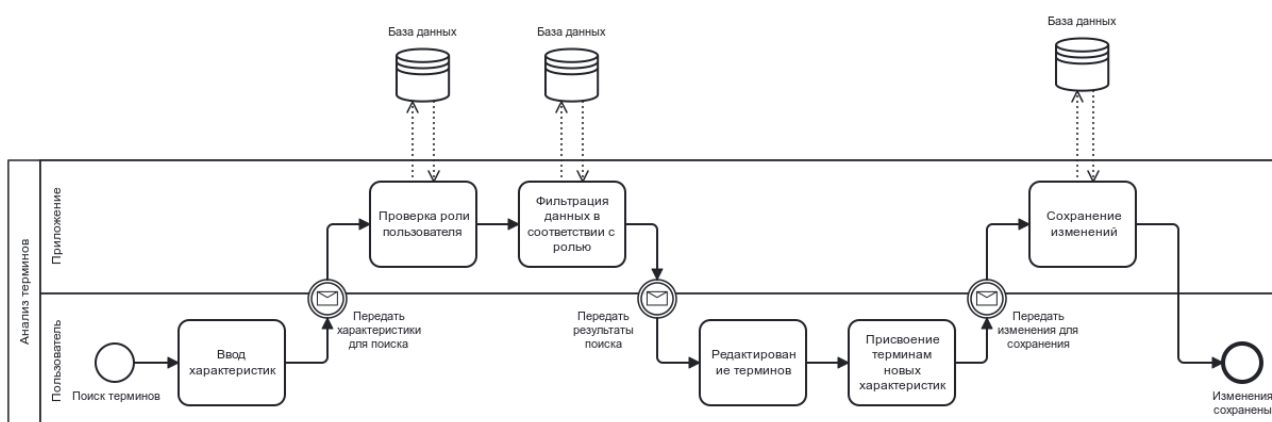 База данных
База данных
База данных
Анализ терминов
Приложение
Проверка роли
пользователя
Фильтрация
данных в
соответствии с
ролью
Сохранение
изменений
Пользователь
Поиск терминов
Ввод
характеристик
Передать
характеристики
для поиска
Передать
результаты
поиска
Редактирован
ие терминов
Присвоение
терминам
новых
характеристик
Передать
изменения для
сохранения
Изменения
сохранены